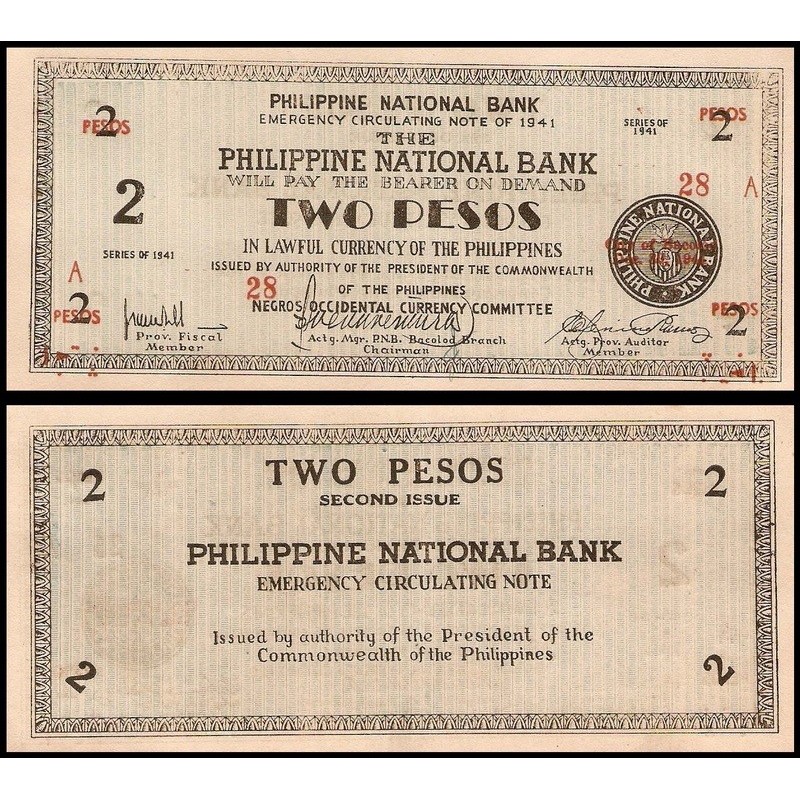 PHILIPPINE NATIONAL BANK
EMERGENCY CIRCULATING NOTE OF 1941
2 PESOS
SERIES OF 1941
PESOS 2
THE
PHILIPPINE NATIONAL BANK
WILL PAY THE BEARER ON DEMAND
2
28 A
TWO PESOS
PHILIPPINE NATIONAL BANK
IN LAWFUL CURRENCY OF THE PHILIPPINES
SERIES OF 1941
ISSUED BY AUTHORITY OF THE PRESIDENT OF THE COMMONWEALTH
A
28
OF THE PHILIPPINES
NEGROS OCCIDENTAL CURRENCY COMMITTEE
2 PESOS
PESOS 2
Prov. Fiscal
Member
Actg. Mgr. P.N.B. Bacolod Branch
Chairman
Actg. Prov. Auditor
Member
2
TWO PESOS
2
SECOND ISSUE
PHILIPPINE NATIONAL BANK
EMERGENCY CIRCULATING NOTE
Issued by authority of the President of the
Commonwealth of the Philippines
2
2